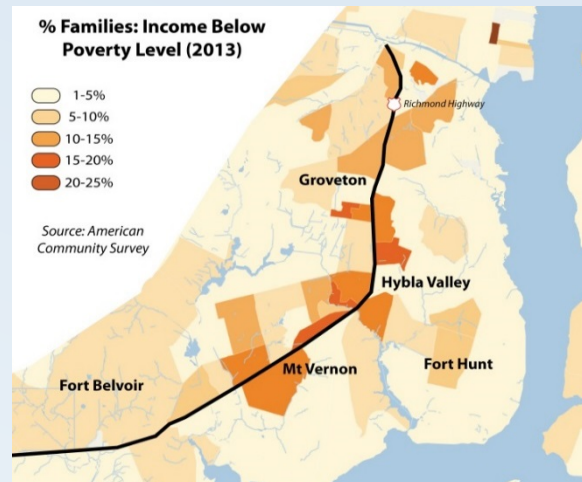 % Families: Income Below
Poverty Level (2013)
1-5%
5-10%
10-15%
15-20%
20-25%
Source: American
Community Survey
Richmond Highway
Groveton
Hybla Valley
Fort Belvoir
Mt Vernon
Fort Hunt